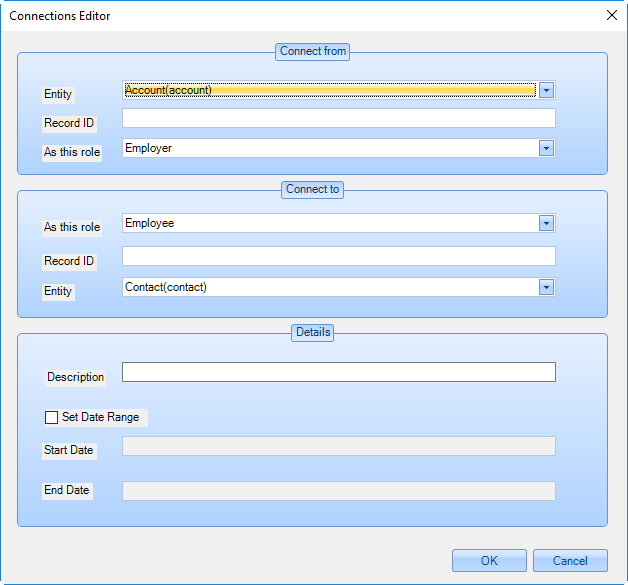 Connections Editor
Connect from
Entity Account(account)
Record ID
As this role Employer
Connect to
As this role Employee
Record ID
Entity Contact(contact)
Details
Description
Set Date Range
Start Date
End Date
OK Cancel